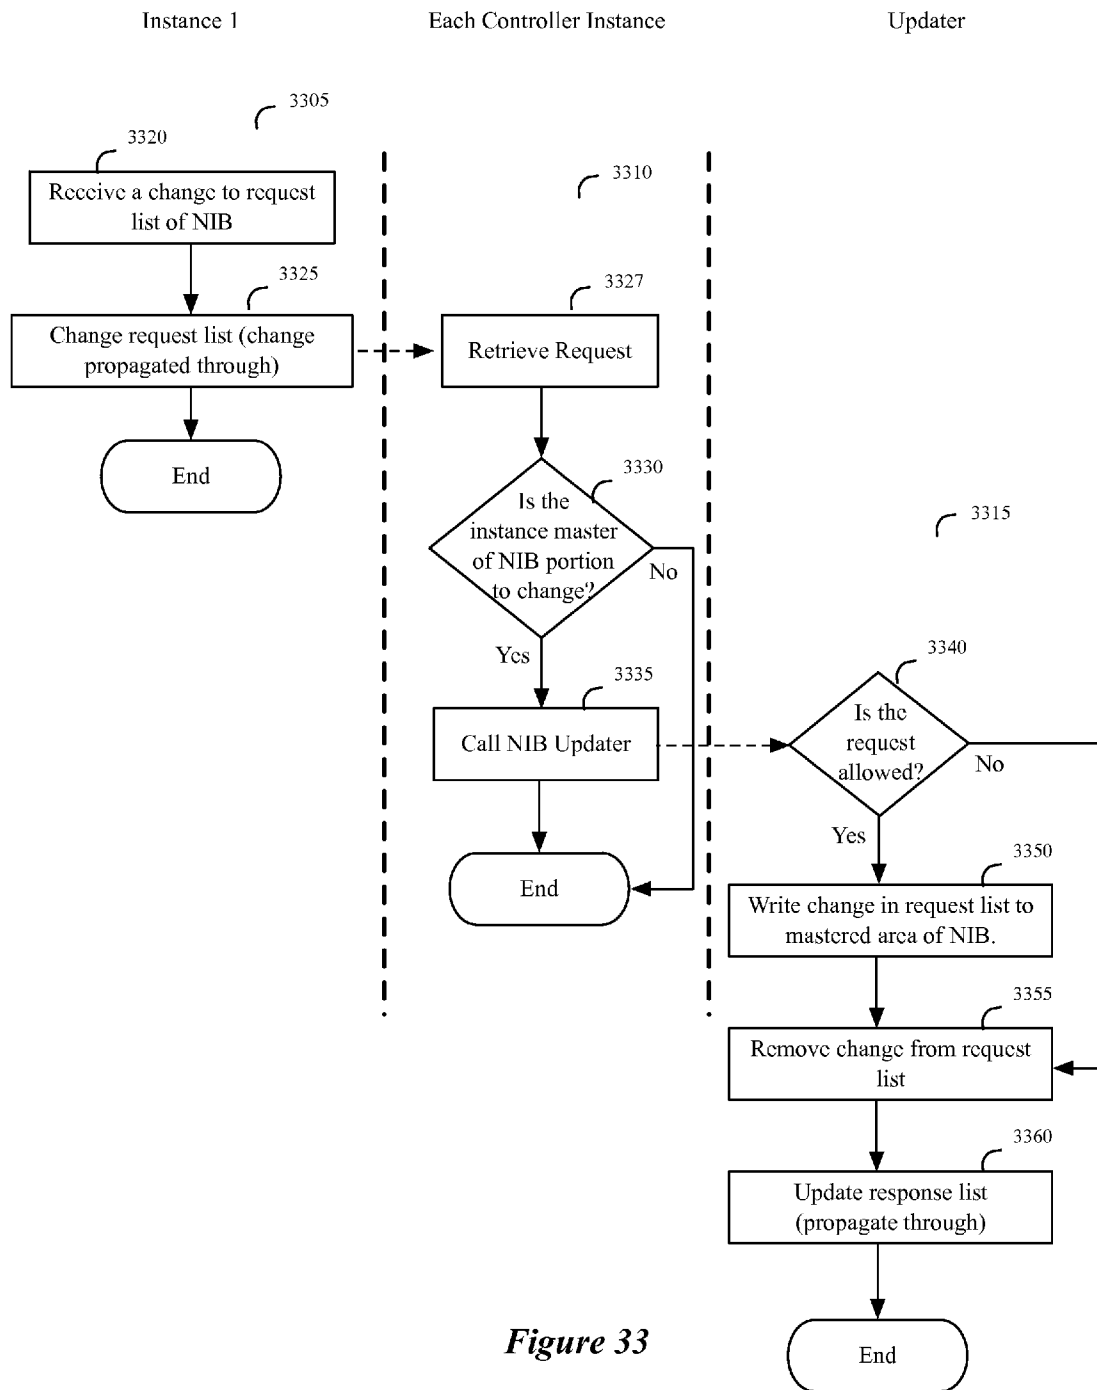 Instance 1
Each Controller Instance
Updater
3305
3320
Receive a change to request
list of NIB
3325
Change request list (change
propagated through)
End
3310
3327
Retrieve Request
3330
Is the
instance master
of NIB portion
to change?
No
Yes
3335
Call NIB Updater
End
3315
3340
Is the
request
allowed?
No
Yes
3350
Write change in request list to
mastered area of NIB.
3355
Remove change from request
list
3360
Update response list
(propagate through)
End
Figure 33